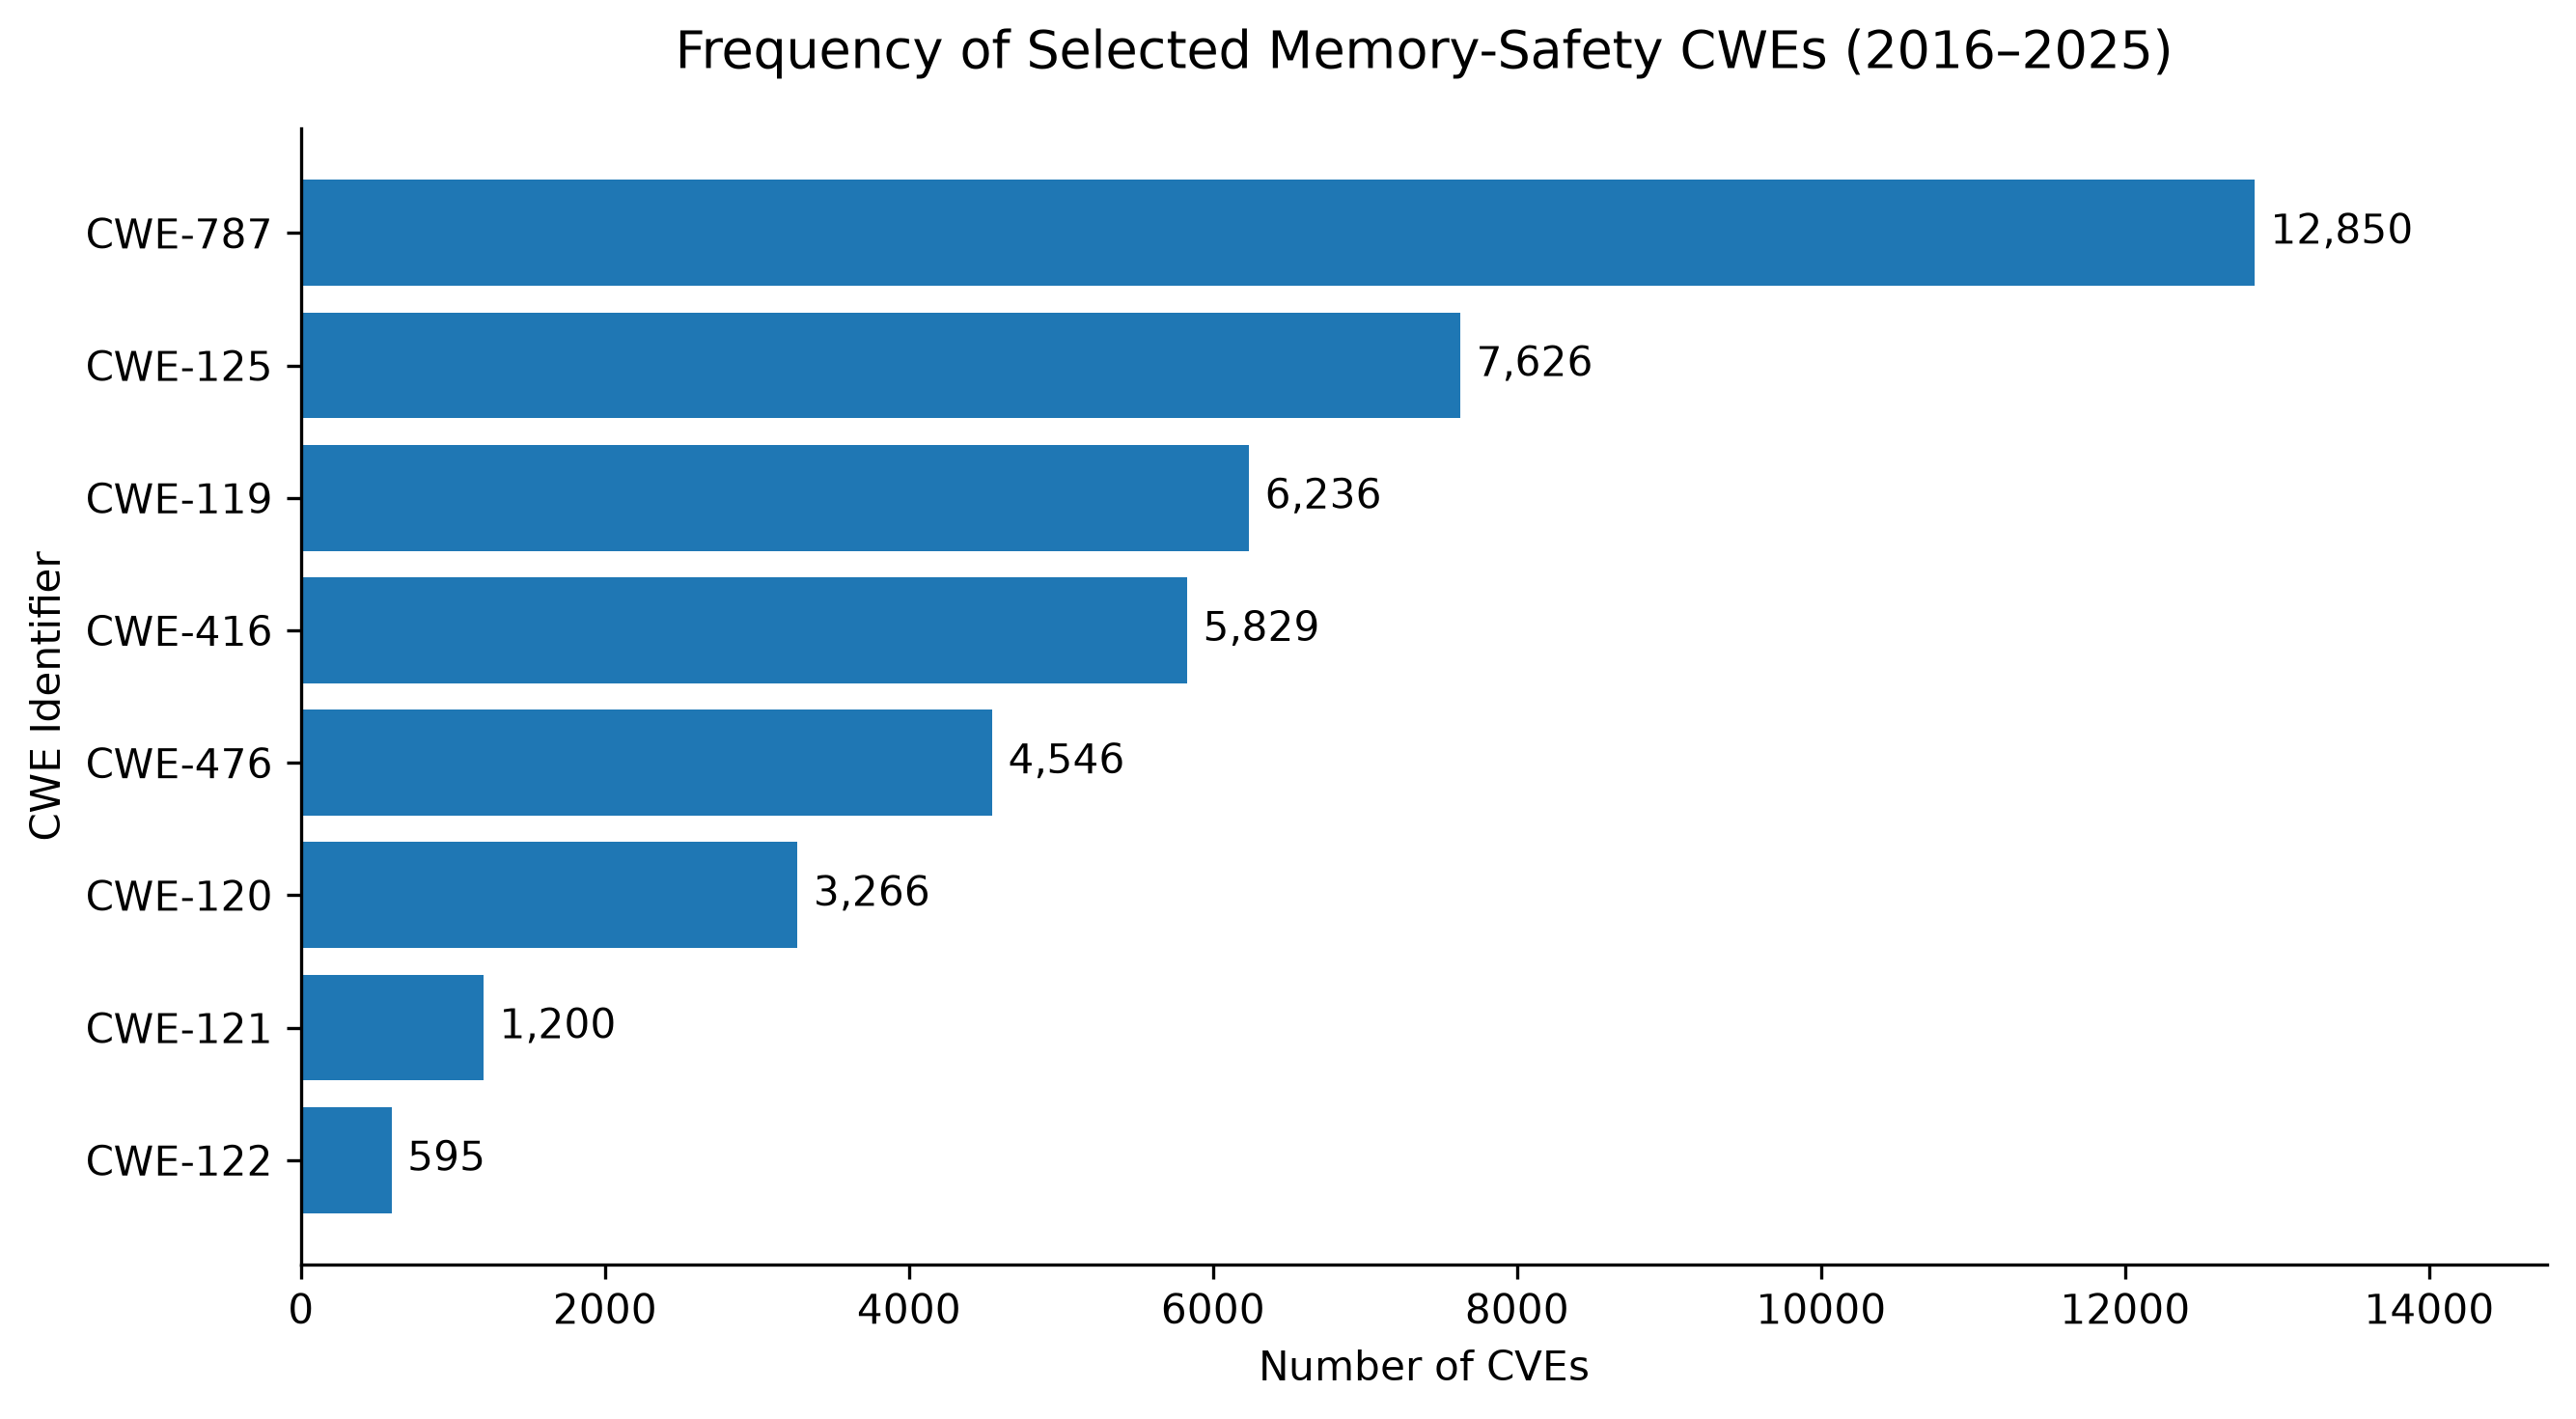 Frequency of Selected Memory-Safety CWEs (2016–2025)
CWE Identifier
CWE-787 12,850
CWE-125 7,626
CWE-119 6,236
CWE-416 5,829
CWE-476 4,546
CWE-120 3,266
CWE-121 1,200
CWE-122 595
0 2000 4000 6000 8000 10000 12000 14000
Number of CVEs